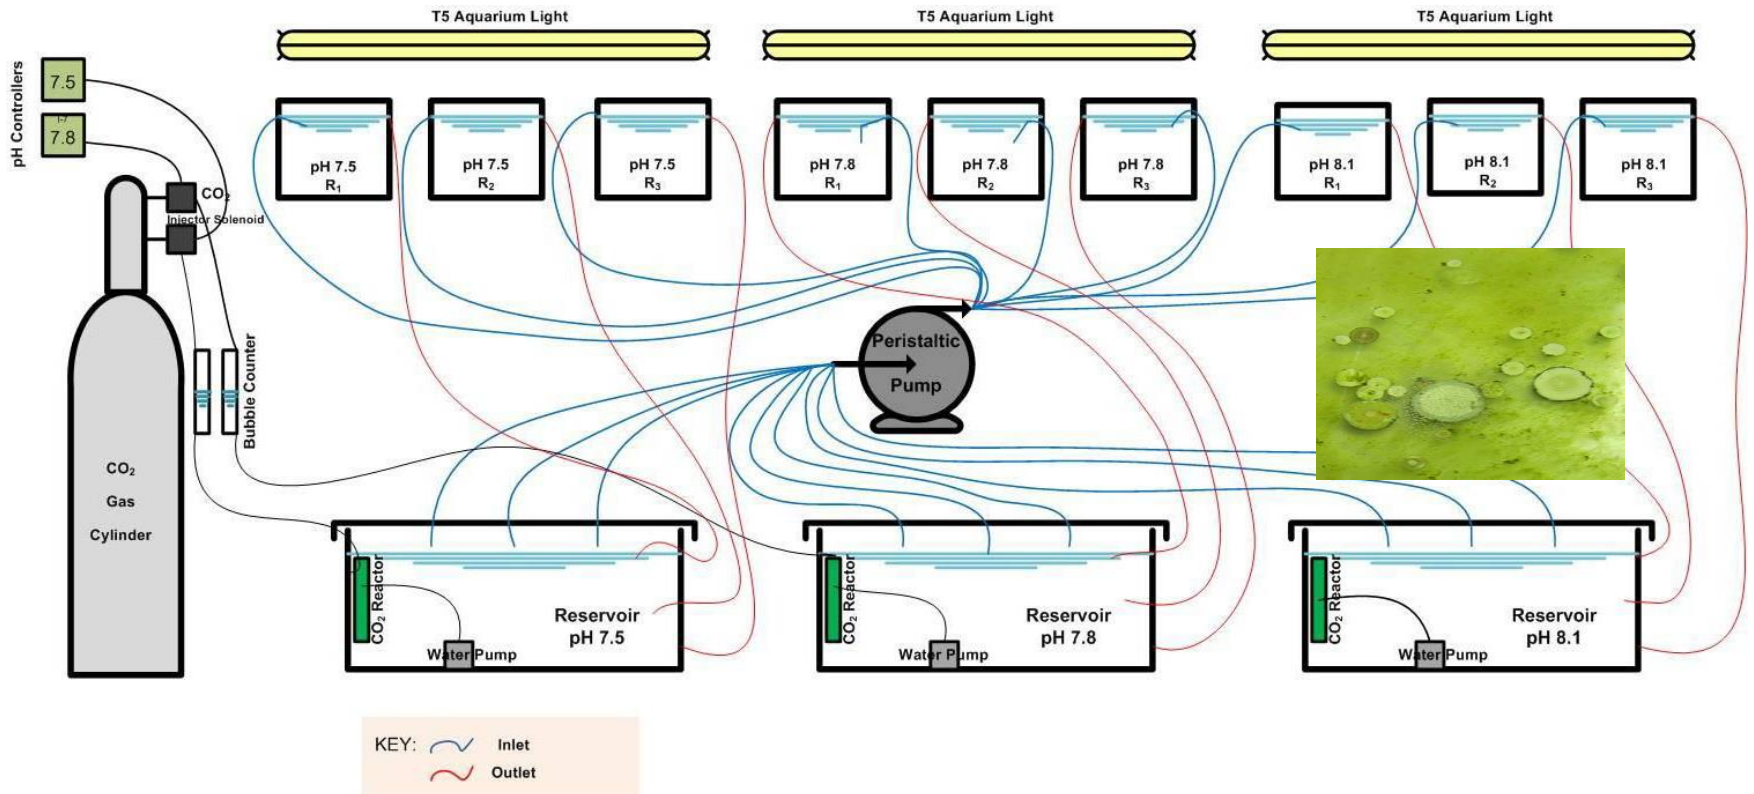 T5 Aquarium Light
T5 Aquarium Light
T5 Aquarium Light
pH Controllers
7.5
7.8
pH 7.5
R₁
pH 7.5
R₂
pH 7.5
R₃
pH 7.8
R₁
pH 7.8
R₂
pH 7.8
R₃
pH 8.1
R₁
pH 8.1
R₂
pH 8.1
R₃
CO₂
Injector Solenoid
Peristaltic
Pump
Bubble Counter
CO₂
Gas
Cylinder
CO₂ Reactor
Reservoir
pH 7.5
Water Pump
CO₂ Reactor
Reservoir
pH 7.8
Water Pump
CO₂ Reactor
Reservoir
pH 8.1
Water Pump
KEY:
Inlet
Outlet